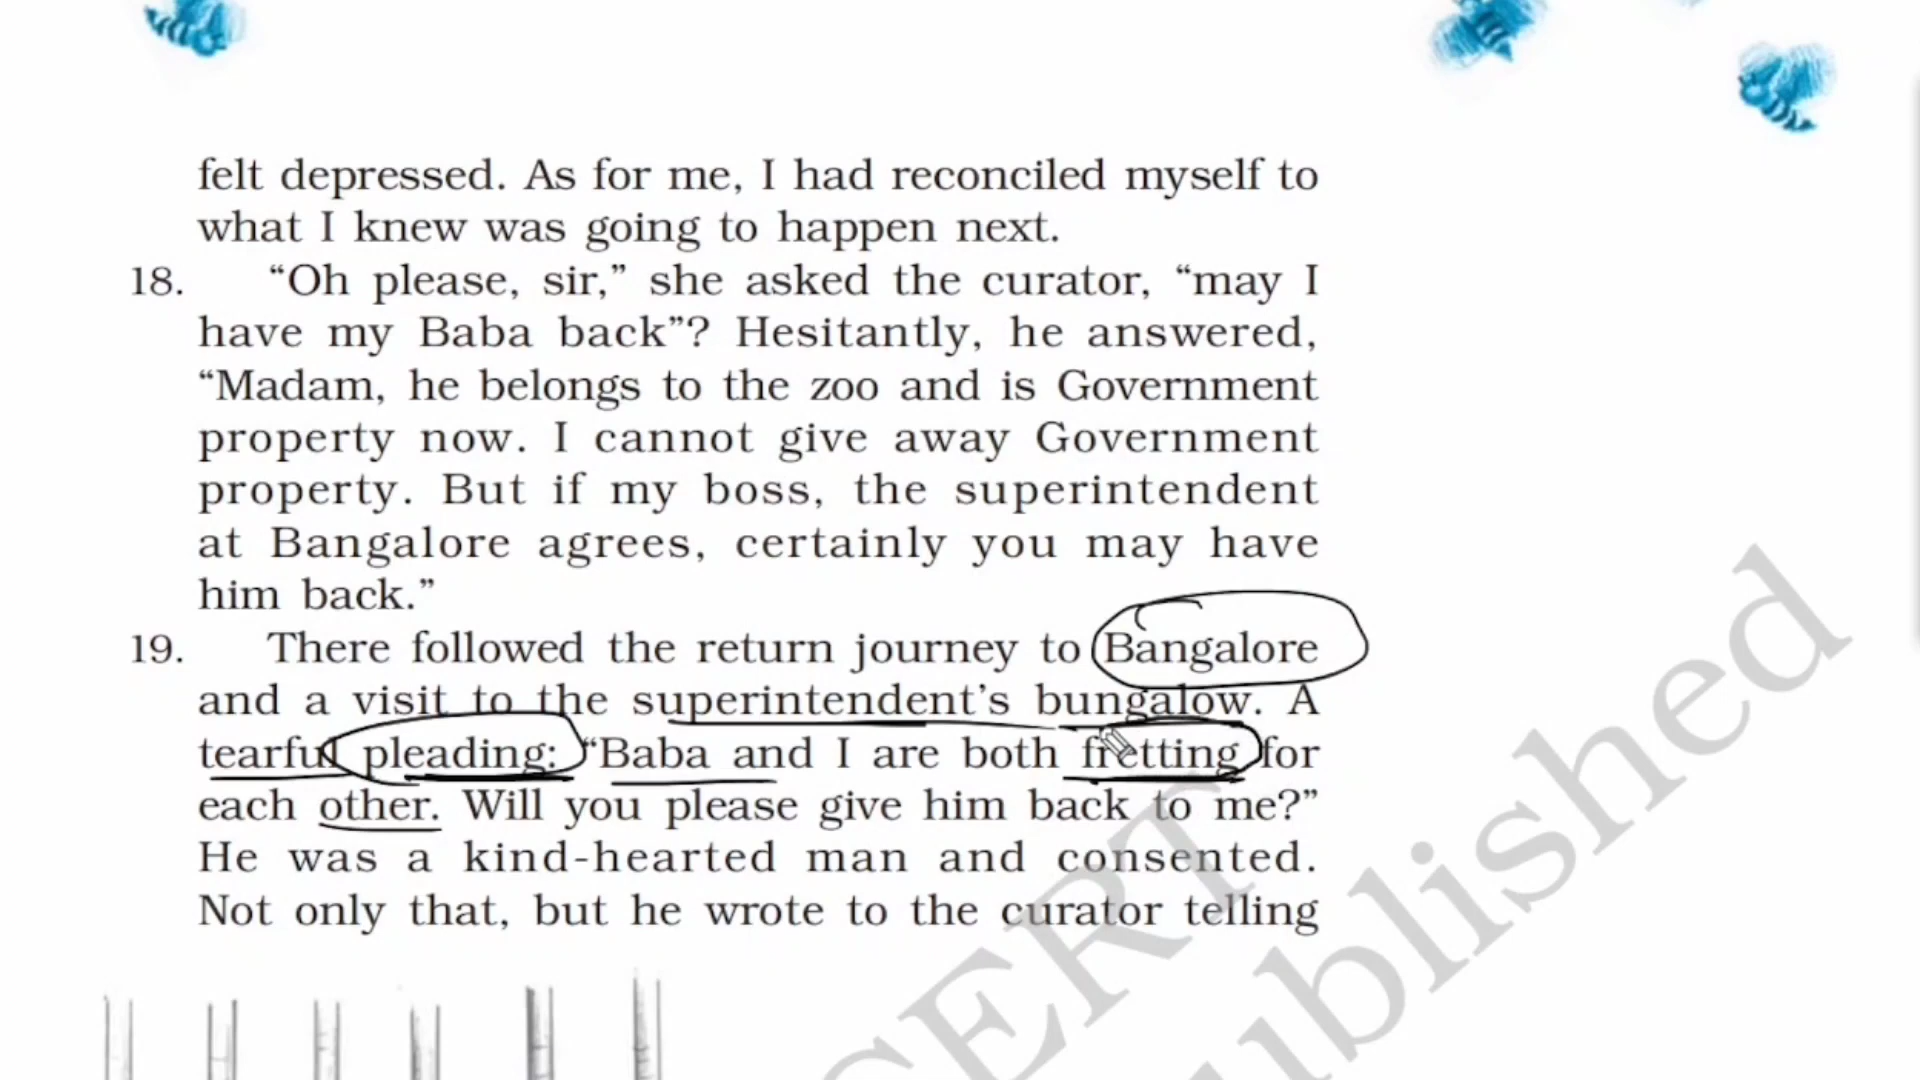 felt depressed. As for me, I had reconciled myself to
what I knew was going to happen next.
18. “Oh please, sir,” she asked the curator, “may I
have my Baba back”? Hesitantly, he answered,
“Madam, he belongs to the zoo and is Government
property now. I cannot give away Government
property. But if my boss, the superintendent
at Bangalore agrees, certainly you may have
him back.”
19. There followed the return journey to Bangalore
and a visit to the superintendent’s bungalow. A
tearful pleading: “Baba and I are both fretting for
each other. Will you please give him back to me?”
He was a kind-hearted man and consented.
Not only that, but he wrote to the curator telling